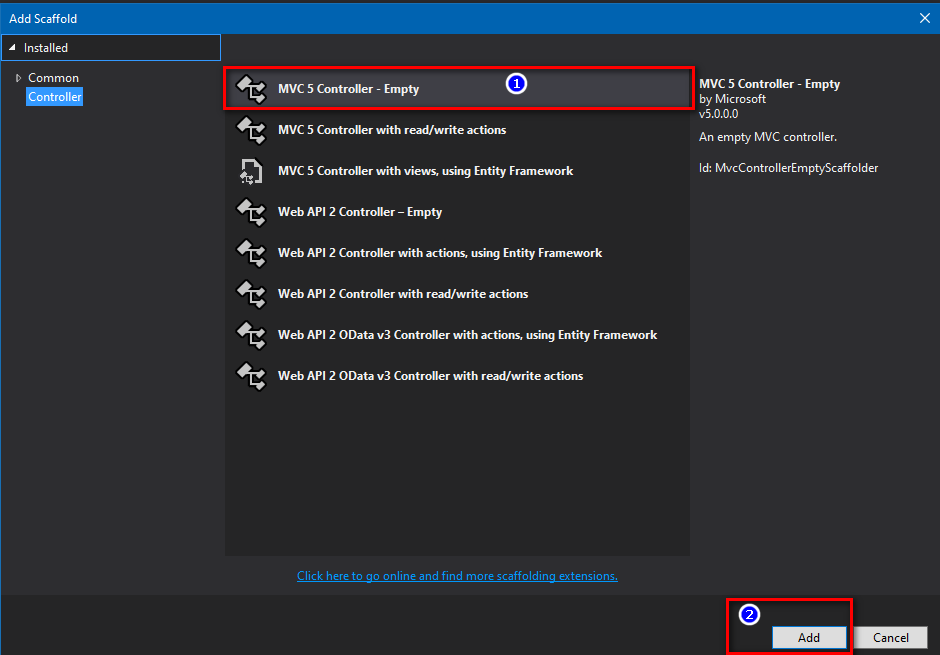 Add Scaffold
Installed
Common
Controller
MVC 5 Controller - Empty
1
MVC 5 Controller with read/write actions
MVC 5 Controller with views, using Entity Framework
Web API 2 Controller – Empty
Web API 2 Controller with actions, using Entity Framework
Web API 2 Controller with read/write actions
Web API 2 OData v3 Controller with actions, using Entity Framework
Web API 2 OData v3 Controller with read/write actions
MVC 5 Controller - Empty
by Microsoft
v5.0.0.0
An empty MVC controller.
Id: MvcControllerEmptyScaffolder
Click here to go online and find more scaffolding extensions.
2
Add
Cancel